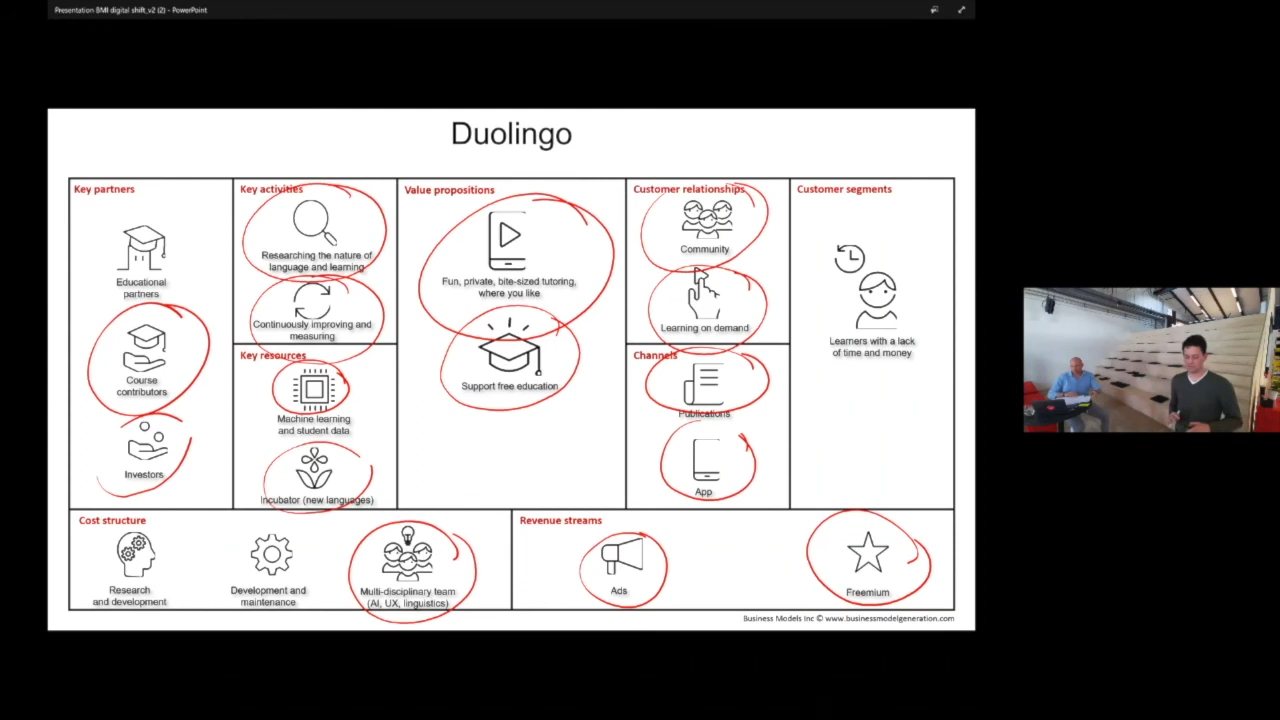 Presentation BMI digital shift_v2 (2) - PowerPoint
Duolingo
Key partners
Educational
partners
Course
contributors
Investors
Key activities
Researching the nature of
language and learning
Continuously improving and
measuring
Key resources
Machine learning
and student data
Incubator (new languages)
Value propositions
Fun, private, bite-sized tutoring,
where you like
Support free education
Customer relationships
Community
Learning on demand
Channels
Publications
App
Customer segments
Learners with a lack
of time and money
Cost structure
Research
and development
Development and
maintenance
Multi-disciplinary team
(AI, UX, linguistics)
Revenue streams
Ads
Freemium
Business Models Inc © www.businessmodelgeneration.com